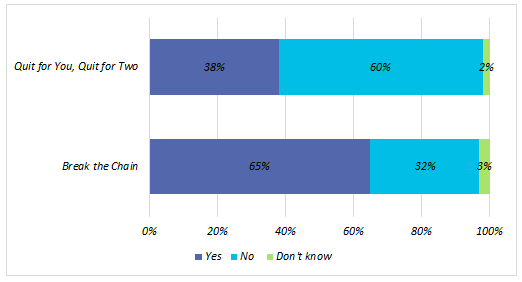 Quit for You, Quit for Two
38%
60%
2%
Break the Chain
65%
32%
3%
0%
20%
40%
60%
80%
100%
Yes
No
Don't know